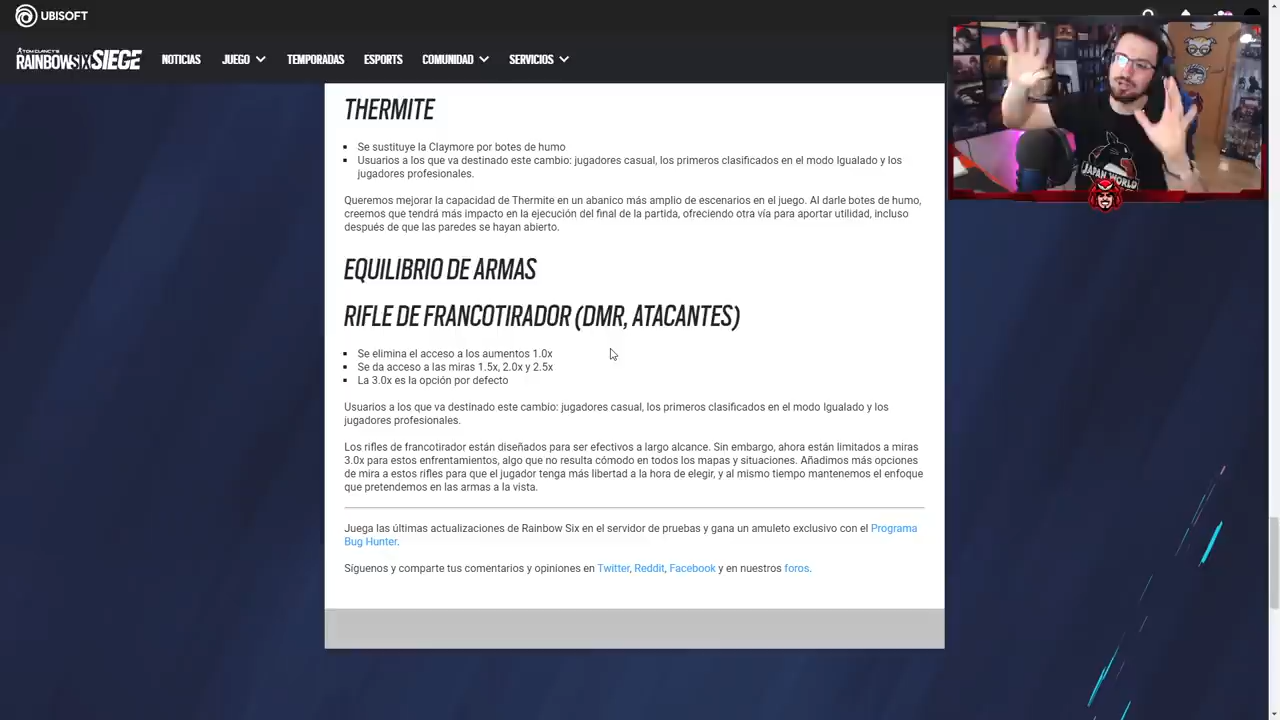 UBISOFT
TOM CLANCY'S
RAINBOWSIX SIEGE
NOTICIAS
JUEGO
TEMPORADAS
ESPORTS
COMUNIDAD
SERVICIOS
THERMITE
Se sustituye la Claymore por botes de humo
Usuarios a los que va destinado este cambio: jugadores casual, los primeros clasificados en el modo Igualado y los
jugadores profesionales.
Queremos mejorar la capacidad de Thermite en un abanico más amplio de escenarios en el juego. Al darle botes de humo,
creemos que tendrá más impacto en la ejecución del final de la partida, ofreciendo otra vía para aportar utilidad, incluso
después de que las paredes se hayan abierto.
EQUILIBRIO DE ARMAS
RIFLE DE FRANCOTIRADOR (DMR, ATACANTES)
Se elimina el acceso a los aumentos 1.0x
Se da acceso a las miras 1.5x, 2.0x y 2.5x
La 3.0x es la opción por defecto
Usuarios a los que va destinado este cambio: jugadores casual, los primeros clasificados en el modo Igualado y los
jugadores profesionales.
Los rifles de francotirador están diseñados para ser efectivos a largo alcance. Sin embargo, ahora están limitados a miras
3.0x para estos enfrentamientos, algo que no resulta cómodo en todos los mapas y situaciones. Añadimos más opciones
de mira a estos rifles para que el jugador tenga más libertad a la hora de elegir, y al mismo tiempo mantenemos el enfoque
que pretendemos en las armas a la vista.
Juega las últimas actualizaciones de Rainbow Six en el servidor de pruebas y gana un amuleto exclusivo con el Programa
Bug Hunter.
Síguenos y comparte tus comentarios y opiniones en Twitter, Reddit, Facebook y en nuestros foros.
JAPAN WORLD